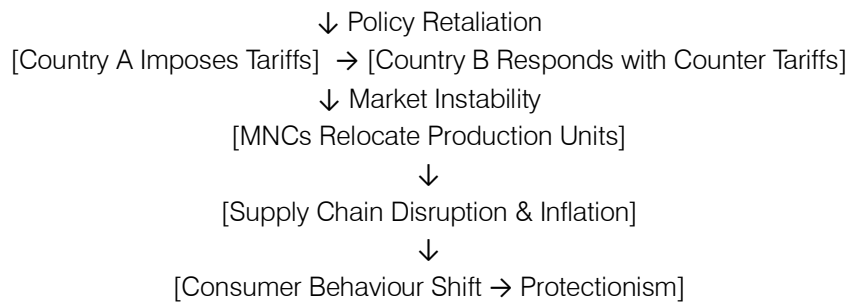 ↓ Policy Retaliation
[Country A Imposes Tariffs] → [Country B Responds with Counter Tariffs]
↓ Market Instability
[MNCs Relocate Production Units]
↓
[Supply Chain Disruption & Inflation]
↓
[Consumer Behaviour Shift → Protectionism]